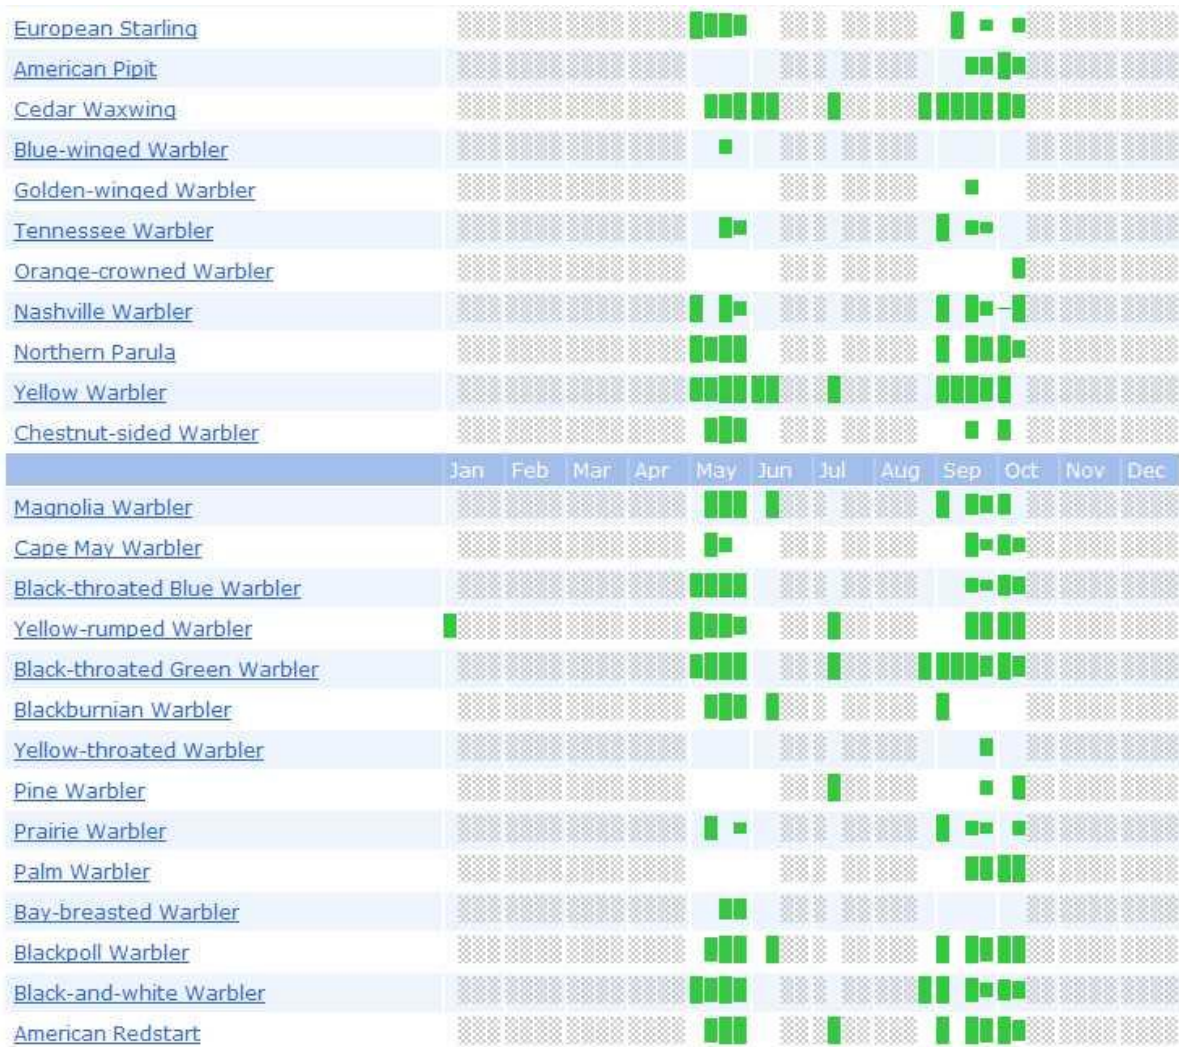 European Starling
American Pipit
Cedar Waxwing
Blue-winged Warbler
Golden-winged Warbler
Tennessee Warbler
Orange-crowned Warbler
Nashville Warbler
Northern Parula
Yellow Warbler
Chestnut-sided Warbler
Jan Feb Mar Apr May Jun Jul Aug Sep Oct Nov Dec
Magnolia Warbler
Cape May Warbler
Black-throated Blue Warbler
Yellow-rumped Warbler
Black-throated Green Warbler
Blackburnian Warbler
Yellow-throated Warbler
Pine Warbler
Prairie Warbler
Palm Warbler
Bay-breasted Warbler
Blackpoll Warbler
Black-and-white Warbler
American Redstart